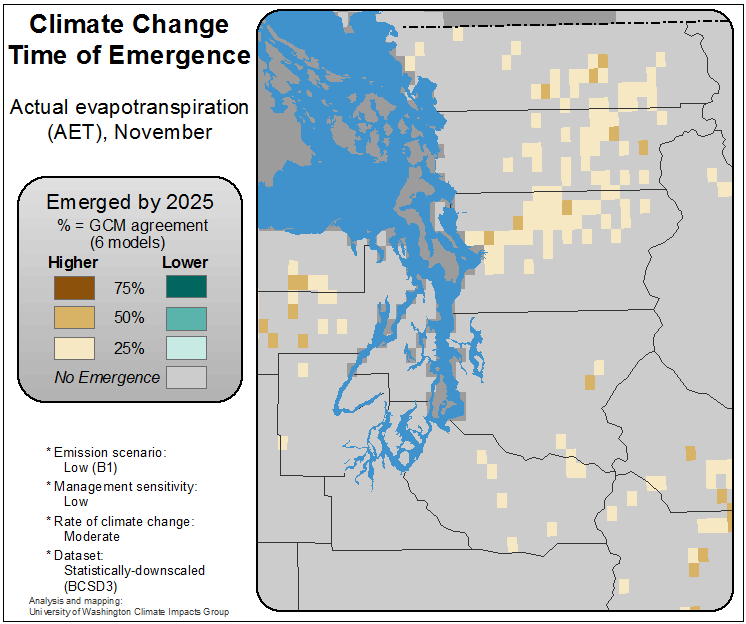 Climate Change
Time of Emergence
Actual evapotranspiration
(AET), November
Emerged by 2025
% = GCM agreement
(6 models)
Higher Lower
75%
50%
25%
No Emergence
* Emission scenario:
Low (B1)
* Management sensitivity:
Low
* Rate of climate change:
Moderate
* Dataset:
Statistically-downscaled
(BCSD3)
Analysis and mapping:
University of Washington Climate Impacts Group